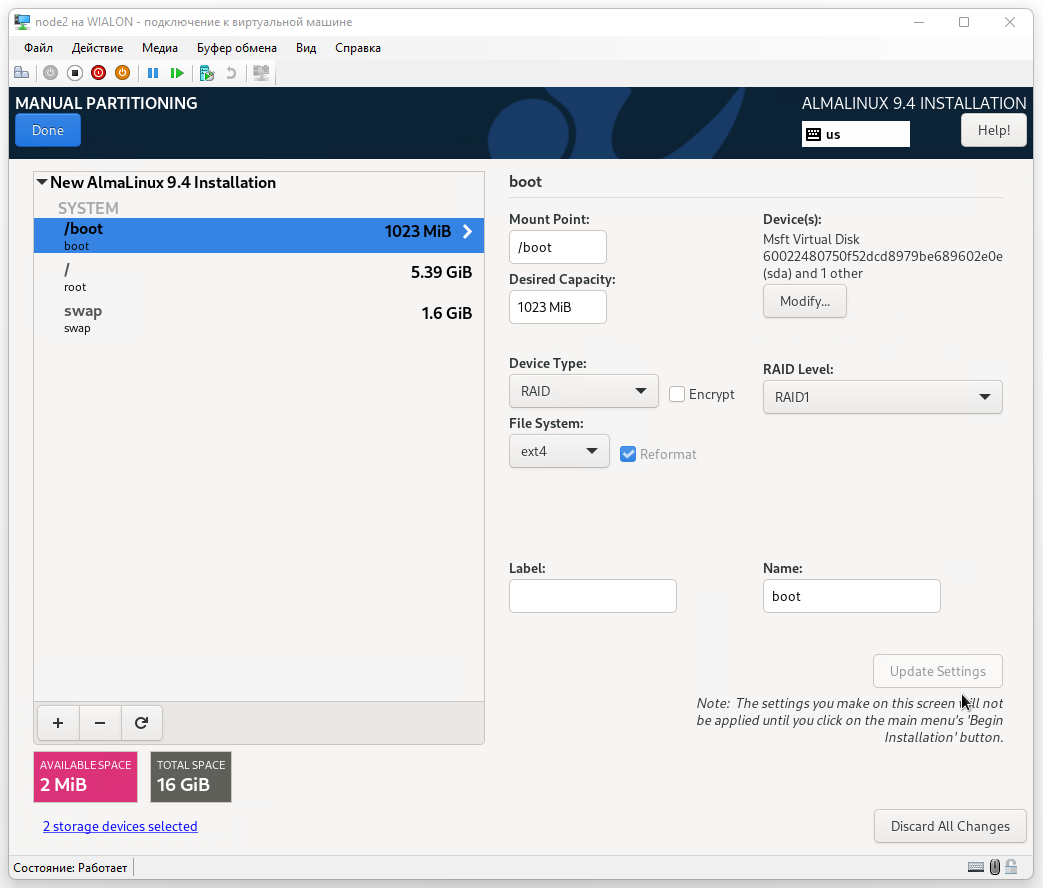 node2 на WIALON - подключение к виртуальной машине
Файл Действие Медиа Буфер обмена Вид Справка
MANUAL PARTITIONING
Done
ALMALINUX 9.4 INSTALLATION
us
Help!
New AlmaLinux 9.4 Installation
SYSTEM
/boot 1023 MiB
boot
/ 5.39 GiB
root
swap 1.6 GiB
swap
AVAILABLE SPACE
2 MiB
TOTAL SPACE
16 GiB
2 storage devices selected
boot
Mount Point:
/boot
Desired Capacity:
1023 MiB
Device(s):
Msft Virtual Disk
60022480750f52dcd8979be689602e0e
(sda) and 1 other
Modify...
Device Type:
RAID
Encrypt
RAID Level:
RAID1
File System:
ext4
Reformat
Label:
Name:
boot
Update Settings
Note: The settings you make on this screen will not
be applied until you click on the main menu's 'Begin
Installation' button.
Discard All Changes
Состояние: Работает